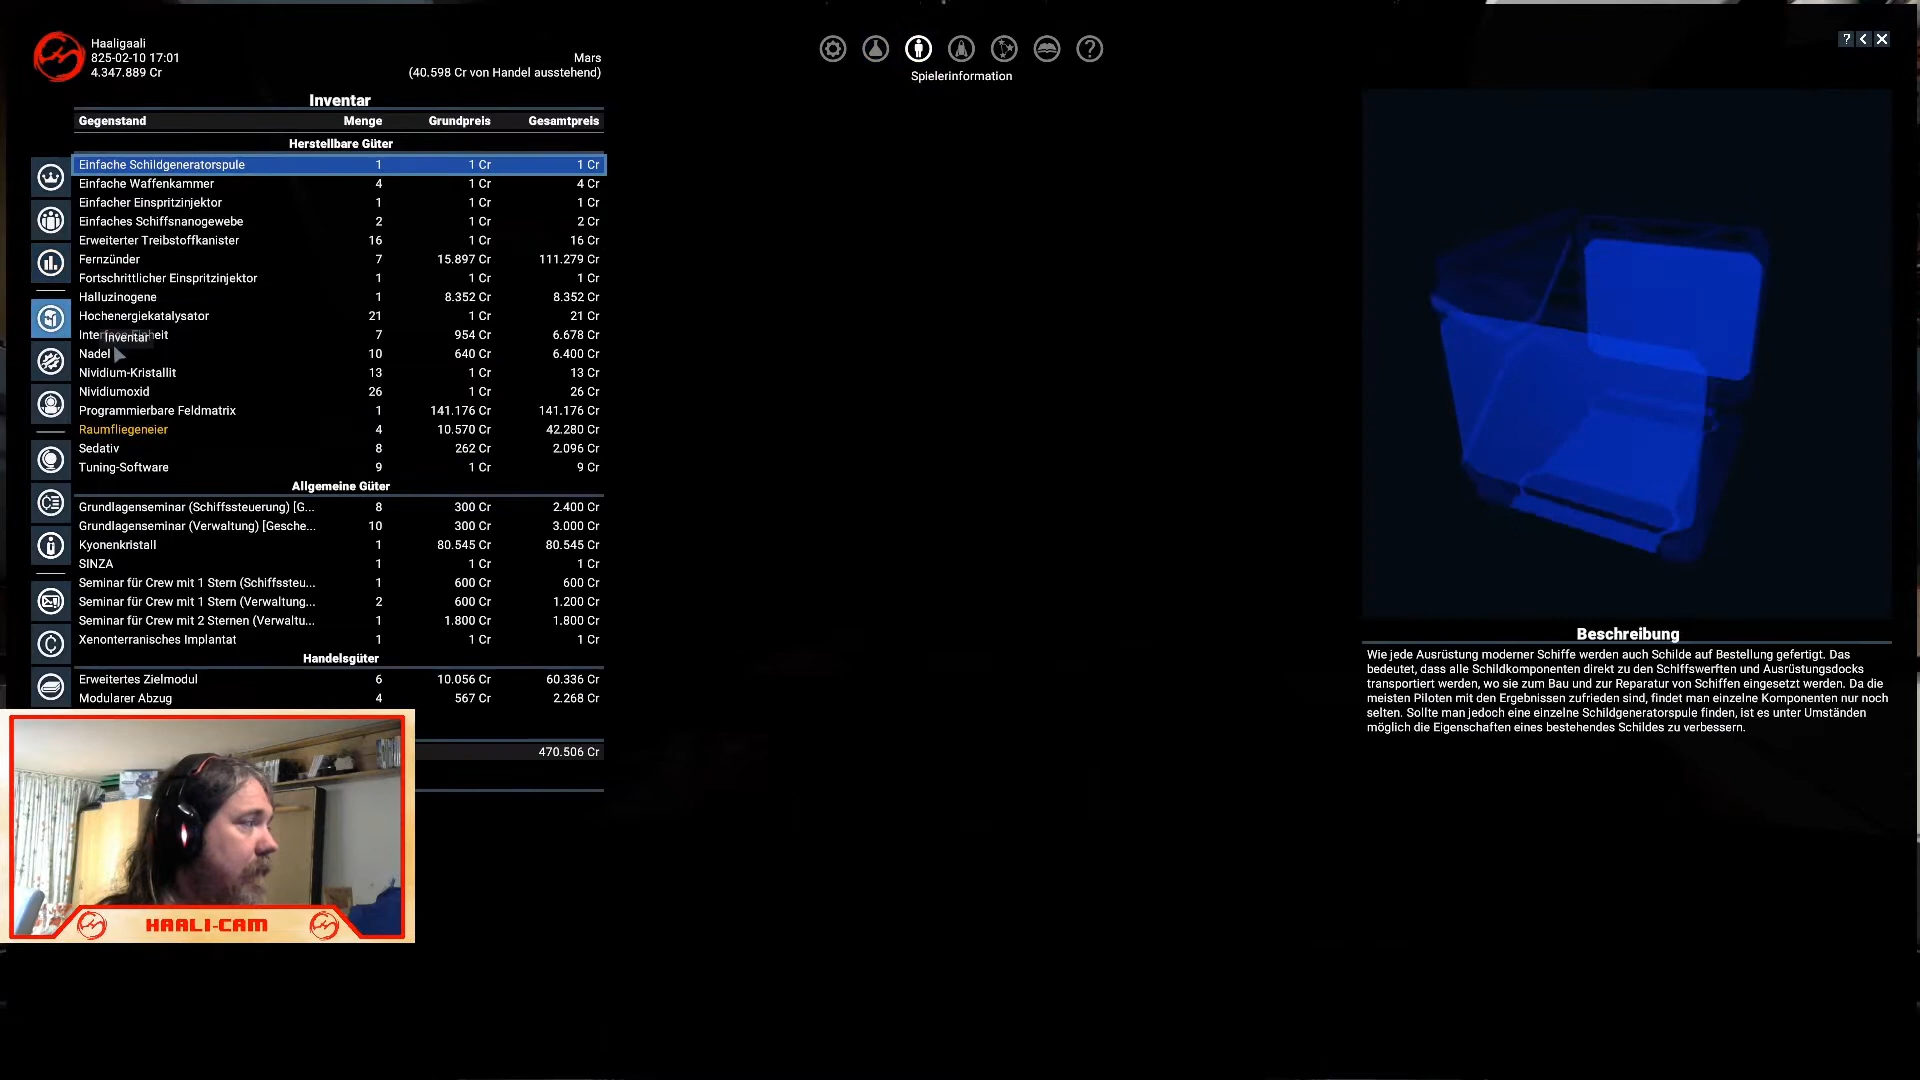 Haaligaali
825-02-10 17:01
4.347.889 Cr
Mars
(40.598 Cr von Handel ausstehend)
Spielerinformation
? < X
Inventar
Gegenstand Menge Grundpreis Gesamtpreis
Herstellbare Güter
Einfache Schildgeneratorspule 1 1 Cr 1 Cr
Einfache Waffenkammer 4 1 Cr 4 Cr
Einfacher Einspritzinjektor 1 1 Cr 1 Cr
Einfaches Schiffsnanogewebe 2 1 Cr 2 Cr
Erweiterter Treibstoffkanister 16 1 Cr 16 Cr
Fernzünder 7 15.897 Cr 111.279 Cr
Fortschrittlicher Einspritzinjektor 1 1 Cr 1 Cr
Halluzinogene 1 8.352 Cr 8.352 Cr
Hochenergiekatalysator 21 1 Cr 21 Cr
Interface-Einheit 7 954 Cr 6.678 Cr
Inventar
Nadel 10 640 Cr 6.400 Cr
Nividium-Kristallit 13 1 Cr 13 Cr
Nividiumoxid 26 1 Cr 26 Cr
Programmierbare Feldmatrix 1 141.176 Cr 141.176 Cr
Raumfliegeneier 4 10.570 Cr 42.280 Cr
Sedativ 8 262 Cr 2.096 Cr
Tuning-Software 9 1 Cr 9 Cr
Allgemeine Güter
Grundlagenseminar (Schiffssteuerung) [G... 8 300 Cr 2.400 Cr
Grundlagenseminar (Verwaltung) [Gesche... 10 300 Cr 3.000 Cr
Kyonenkristall 1 80.545 Cr 80.545 Cr
SINZA 1 1 Cr 1 Cr
Seminar für Crew mit 1 Stern (Schiffssteu... 1 600 Cr 600 Cr
Seminar für Crew mit 1 Stern (Verwaltung... 2 600 Cr 1.200 Cr
Seminar für Crew mit 2 Sternen (Verwaltu... 1 1.800 Cr 1.800 Cr
Xenonterranisches Implantat 1 1 Cr 1 Cr
Handelsgüter
Erweitertes Zielmodul 6 10.056 Cr 60.336 Cr
Modularer Abzug 4 567 Cr 2.268 Cr
470.506 Cr
HAALI-CAM
Beschreibung
Wie jede Ausrüstung moderner Schiffe werden auch Schilde auf Bestellung gefertigt. Das
bedeutet, dass alle Schildkomponenten direkt zu den Schiffswerften und Ausrüstungsdocks
transportiert werden, wo sie zum Bau und zur Reparatur von Schiffen eingesetzt werden. Da die
meisten Piloten mit den Ergebnissen zufrieden sind, findet man einzelne Komponenten nur noch
selten. Sollte man jedoch eine einzelne Schildgeneratorspule finden, ist es unter Umständen
möglich die Eigenschaften eines bestehendes Schildes zu verbessern.